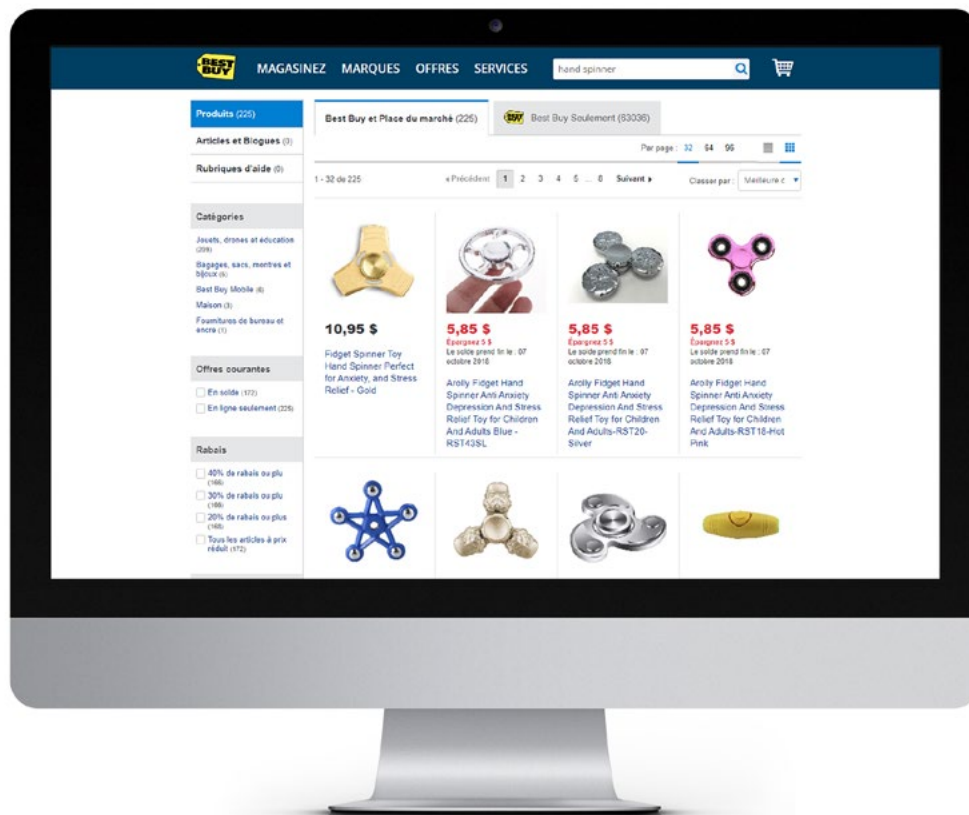 BEST BUY
MAGASINEZ MARQUES OFFRES SERVICES
hand spinner
Produits (225)
Articles et Blogues (0)
Rubriques d'aide (0)
Best Buy et Place du marché (225)
BEST BUY Best Buy Seulement (63036)
Par page : 32 64 96
1 - 32 de 225
« Précédent 1 2 3 4 5 ... 8 Suivant
Classer par : Meilleure c
Catégories
Jouets, drones et éducation
(209)
Bagages, sacs, montres et
bijoux (6)
Best Buy Mobile (6)
Maison (3)
Fournitures de bureau et
encre (1)
Offres courantes
En solde (172)
En ligne seulement (225)
Rabais
40% de rabais ou plu
(166)
30% de rabais ou plu
(168)
20% de rabais ou plus
(168)
Tous les articles à prix
réduit (172)
10,95 $
Fidget Spinner Toy
Hand Spinner Perfect
for Anxiety, and Stress
Relief - Gold
5,85 $
Épargnez 5 $
Le solde prend fin le : 07
octobre 2018
Arolly Fidget Hand
Spinner Anti Anxiety
Depression And Stress
Relief Toy for Children
And Adults Blue -
RST43SL
5,85 $
Épargnez 5 $
Le solde prend fin le : 07
octobre 2018
Arolly Fidget Hand
Spinner Anti Anxiety
Depression And Stress
Relief Toy for Children
And Adults-RST20-
Silver
5,85 $
Épargnez 5 $
Le solde prend fin le : 07
octobre 2018
Arolly Fidget Hand
Spinner Anti Anxiety
Depression And Stress
Relief Toy for Children
And Adults-RST18-Hot
Pink